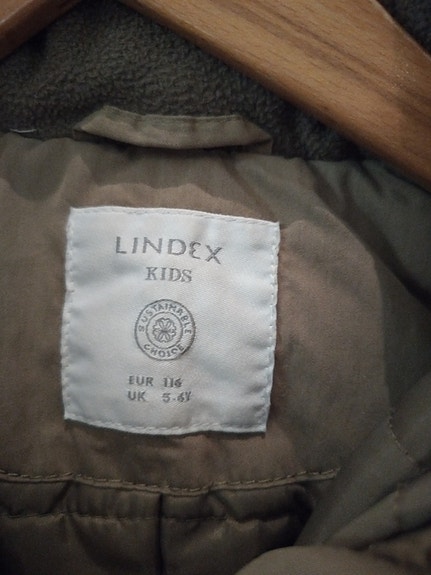 LINDEX
KIDS
SUSTAINABLE
CHOICE
EUR 116
UK 5-6Y